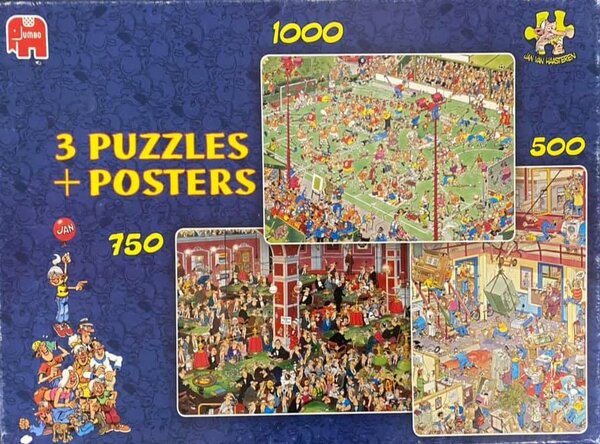 Jumbo
1000
JAN VAN HAASTEREN
3 PUZZLES
+ POSTERS
500
750
JAN